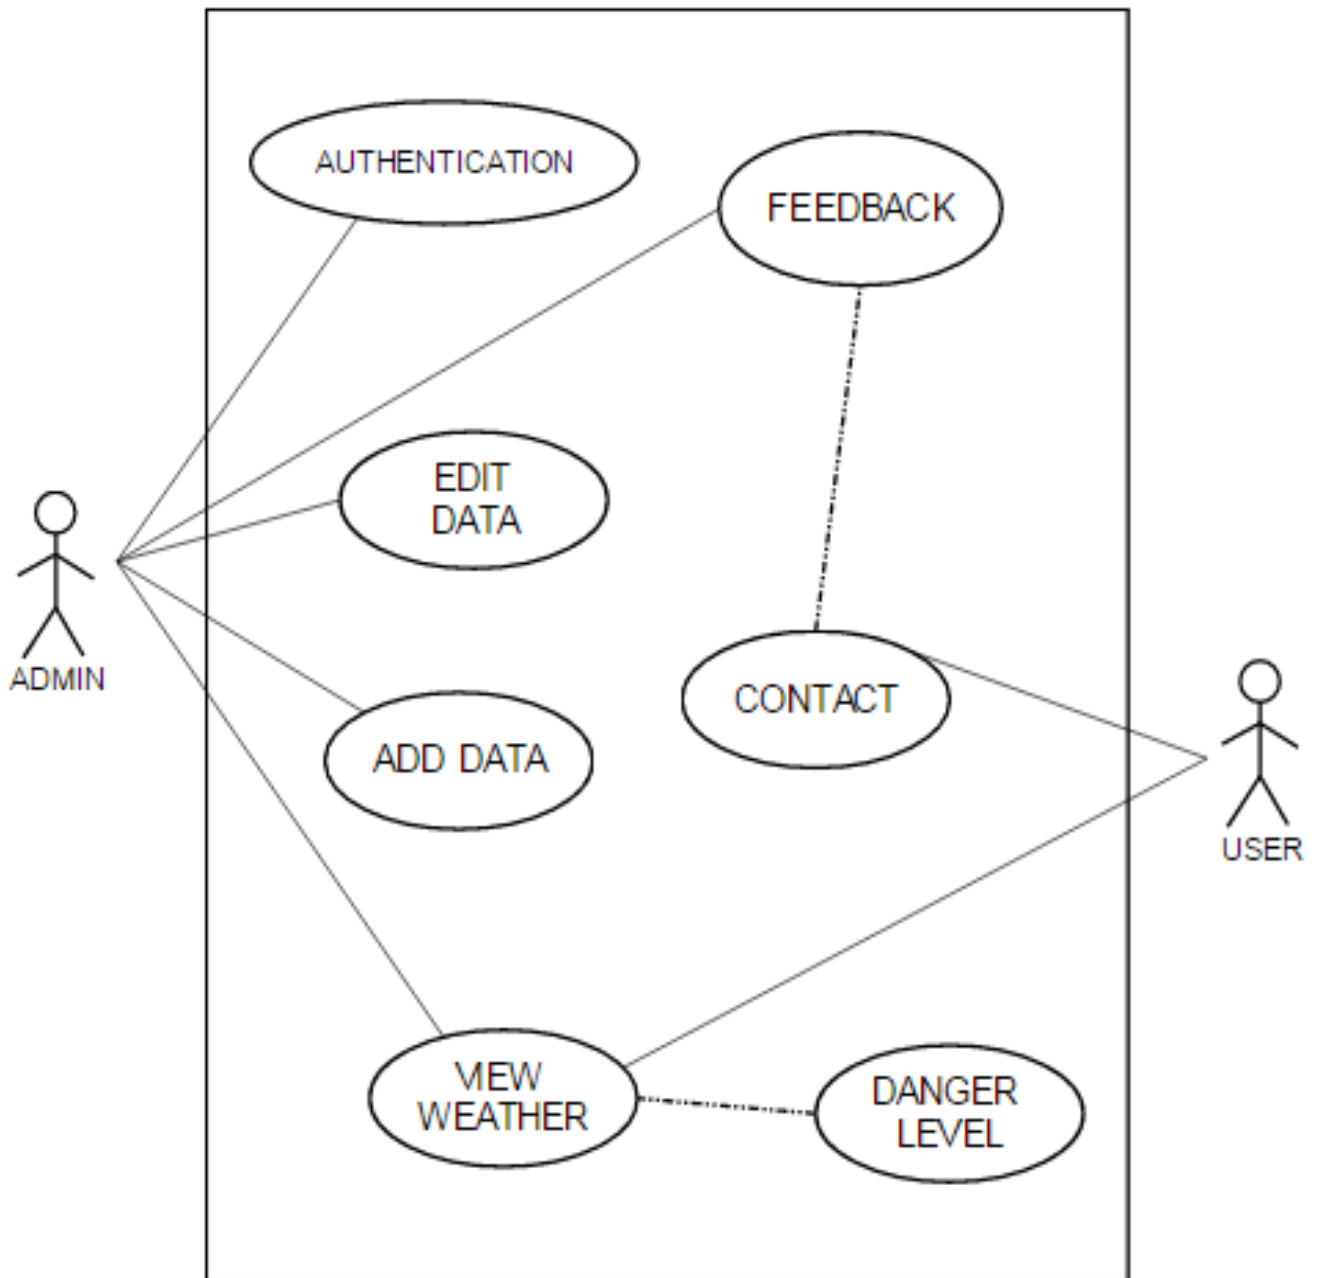 AUTHENTICATION
FEEDBACK
EDIT
DATA
ADMIN
CONTACT
ADD DATA
USER
VIEW
WEATHER
DANGER
LEVEL